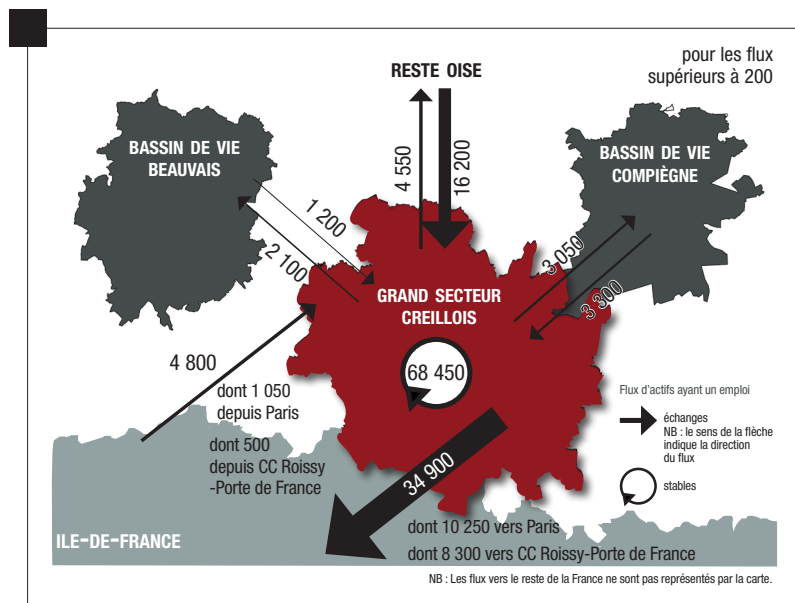 pour les flux
supérieurs à 200
RESTE OISE
BASSIN DE VIE
BEAUVAIS
BASSIN DE VIE
COMPIÈGNE
4 550
16 200
1 200
2 100
3 050
3 300
GRAND SECTEUR
CREILLOIS
68 450
4 800
dont 1 050
depuis Paris
dont 500
depuis CC Roissy
-Porte de France
34 900
Flux d'actifs ayant un emploi
échanges
NB : le sens de la flèche
indique la direction
du flux
stables
ILE-DE-FRANCE
dont 10 250 vers Paris
dont 8 300 vers CC Roissy-Porte de France
NB : Les flux vers le reste de la France ne sont pas représentés par la carte.